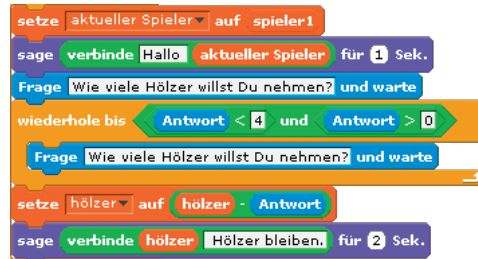 setze aktueller Spieler auf spieler1
sage verbinde Hallo aktueller Spieler für 1 Sek.
Frage Wie viele Hölzer willst Du nehmen? und warte
wiederhole bis Antwort < 4 und Antwort > 0
Frage Wie viele Hölzer willst Du nehmen? und warte
setze hölzer auf hölzer - Antwort
sage verbinde hölzer Hölzer bleiben. für 2 Sek.